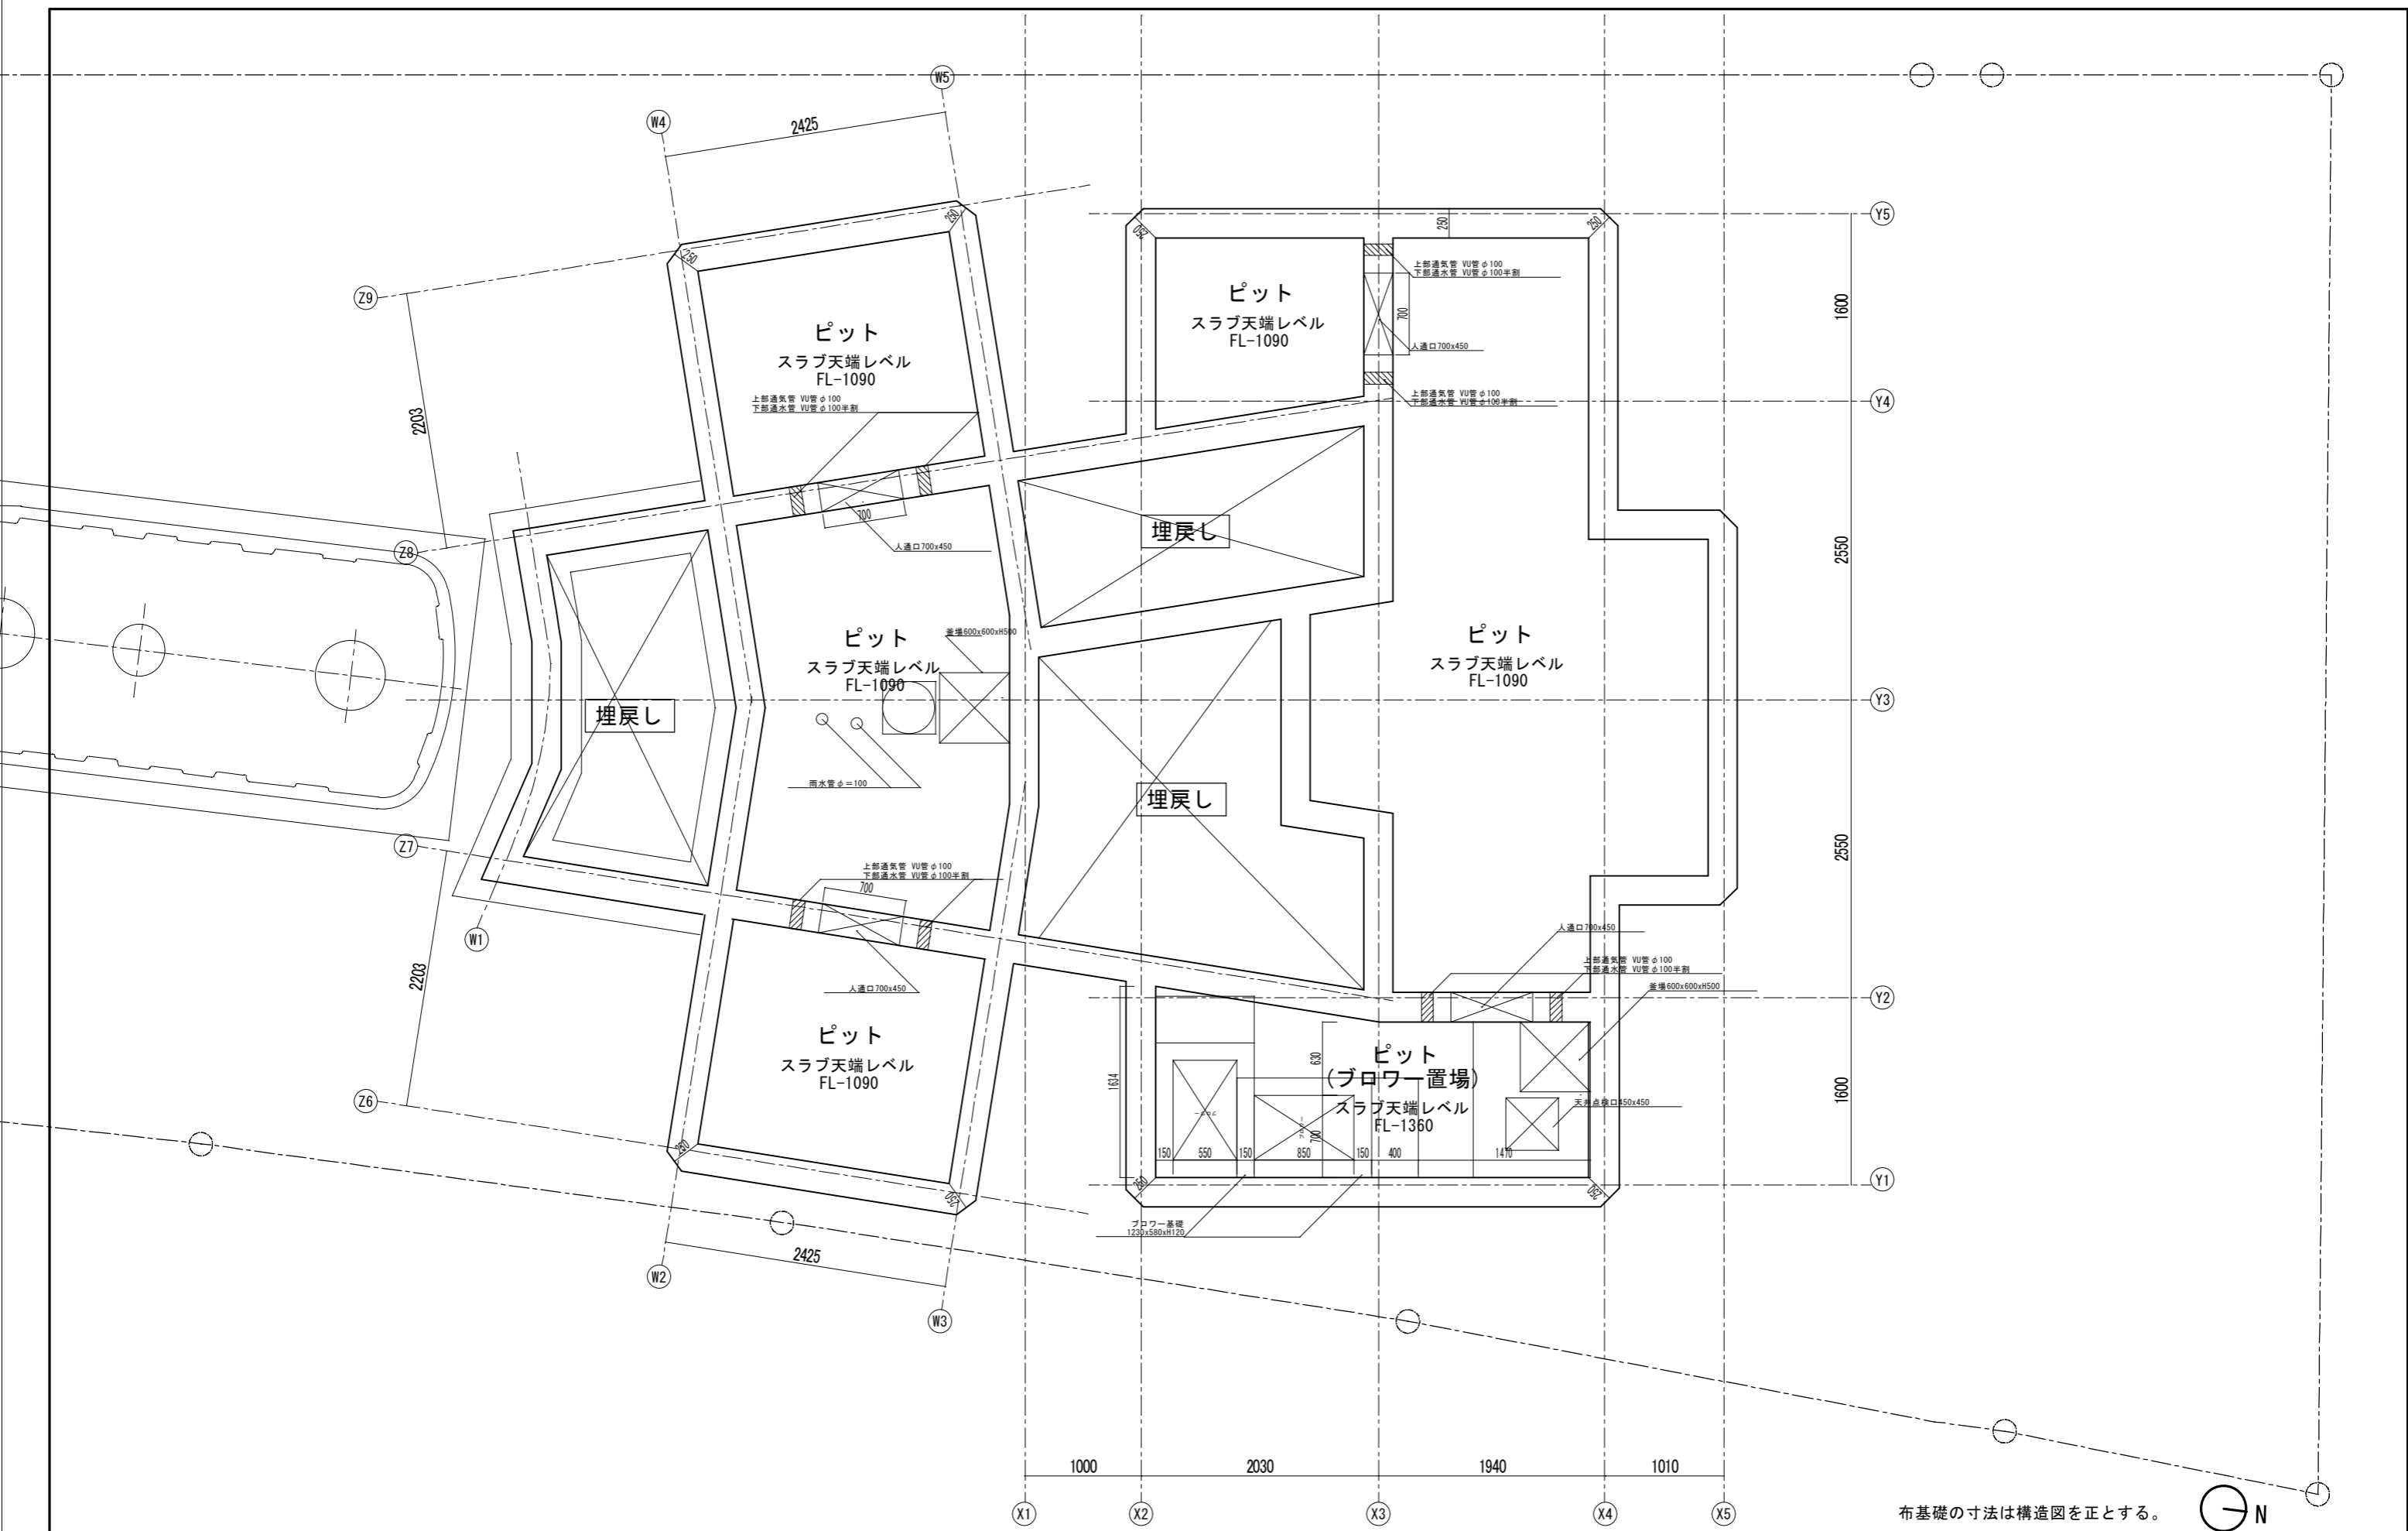 W5
W4
2425
Y5
250
250
250
250
250
Z9
ピット
スラブ天端レベル
FL-1090
上部通気管 VU管φ100
下部通水管 VU管φ100半割
ピット
スラブ天端レベル
FL-1090
上部通気管 VU管φ100
下部通水管 VU管φ100半割
700
人通口700x450
上部通気管 VU管φ100
下部通水管 VU管φ100半割
1600
Y4
2203
Z8
700
人通口700x450
埋戻し
2550
ピット
スラブ天端レベル
FL-1090
釜場600x600xH500
ピット
スラブ天端レベル
FL-1090
Y3
埋戻し
雨水管φ=100
埋戻し
2550
Z7
上部通気管 VU管φ100
下部通水管 VU管φ100半割
700
W1
人通口700x450
人通口700x450
上部通気管 VU管φ100
下部通水管 VU管φ100半割
釜場600x600xH500
Y2
2203
ピット
スラブ天端レベル
FL-1090
1634
630
ピット
(ブロワー置場)
スラブ天端レベル
FL-1360
700
天井点検口450x450
1600
ブロワー
ブロワー
150
550
150
850
150
400
1470
Z6
250
250
250
250
Y1
ブロワー基礎
1230x580xH120
2425
W2
W3
1000
2030
1940
1010
X1
X2
X3
X4
X5
布基礎の寸法は構造図を正とする。
N